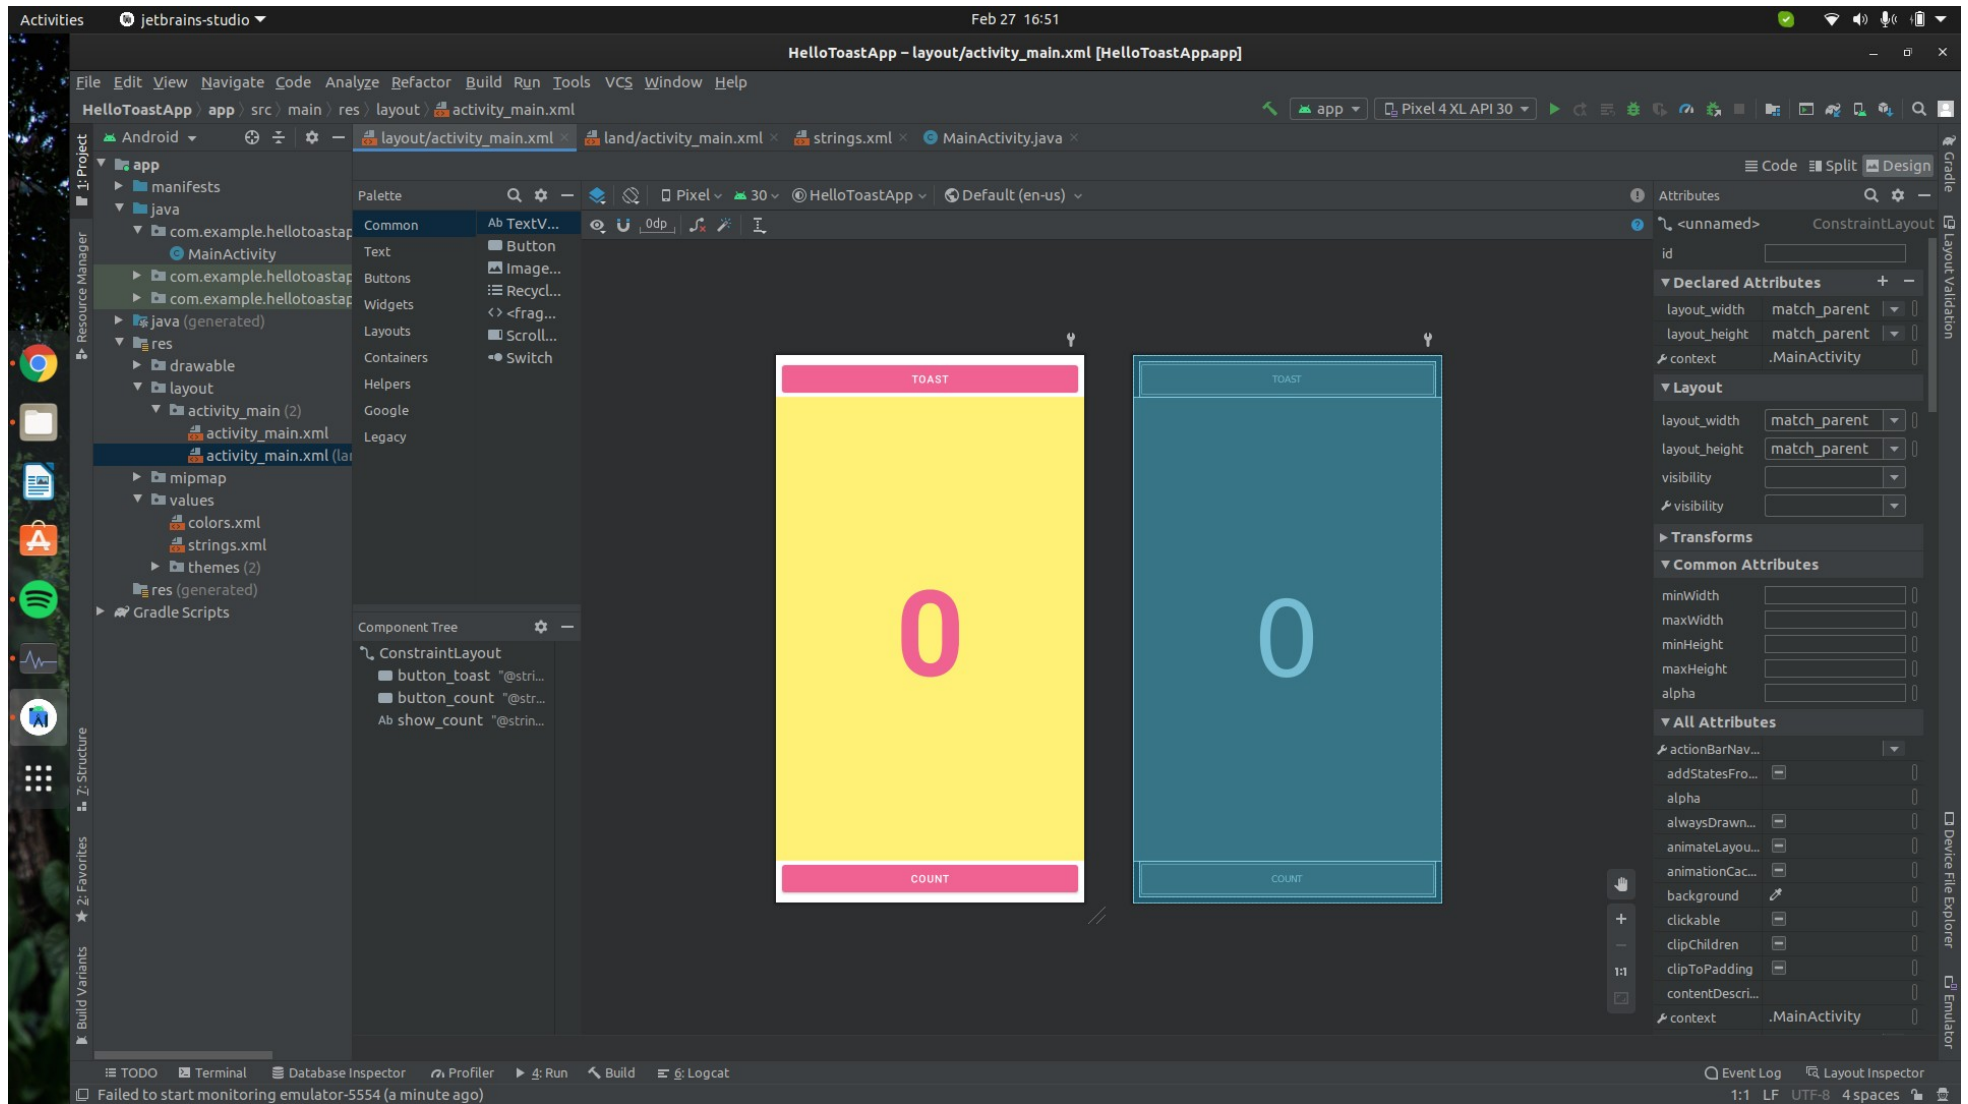 Activities
jetbrains-studio
Feb 27 16:51
HelloToastApp – layout/activity_main.xml [HelloToastApp.app]
File Edit View Navigate Code Analyze Refactor Build Run Tools VCS Window Help
HelloToastApp app src main res layout activity_main.xml
app
Pixel 4 XL API 30
Android
layout/activity_main.xml
land/activity_main.xml
strings.xml
MainActivity.java
Code Split Design
1: Project
Resource Manager
Z: Structure
2: Favorites
Build Variants
app
manifests
java
com.example.hellotoastap
MainActivity
com.example.hellotoastap
com.example.hellotoastap
java (generated)
res
drawable
layout
activity_main (2)
activity_main.xml
activity_main.xml (la
mipmap
values
colors.xml
strings.xml
themes (2)
res (generated)
Gradle Scripts
Palette
Common
Text
Buttons
Widgets
Layouts
Containers
Helpers
Google
Legacy
Ab TextV...
Button
Image...
Recycl...
<> <frag...
Scroll...
Switch
Component Tree
ConstraintLayout
button_toast "@stri...
button_count "@str...
Ab show_count "@strin...
Pixel 30 HelloToastApp Default (en-us)
0dp
TOAST
0
COUNT
TOAST
0
COUNT
1:1
Attributes
<unnamed> ConstraintLayout
id
Declared Attributes
layout_width match_parent
layout_height match_parent
context .MainActivity
Layout
layout_width match_parent
layout_height match_parent
visibility
visibility
Transforms
Common Attributes
minWidth
maxWidth
minHeight
maxHeight
alpha
All Attributes
actionBarNav...
addStatesFro...
alpha
alwaysDrawn...
animateLayou...
animationCac...
background
clickable
clipChildren
clipToPadding
contentDescri...
context .MainActivity
Gradle
Layout Validation
Device File Explorer
Emulator
TODO Terminal Database Inspector Profiler 4: Run Build 6: Logcat
Event Log Layout Inspector
Failed to start monitoring emulator-5554 (a minute ago)
1:1 LF UTF-8 4 spaces